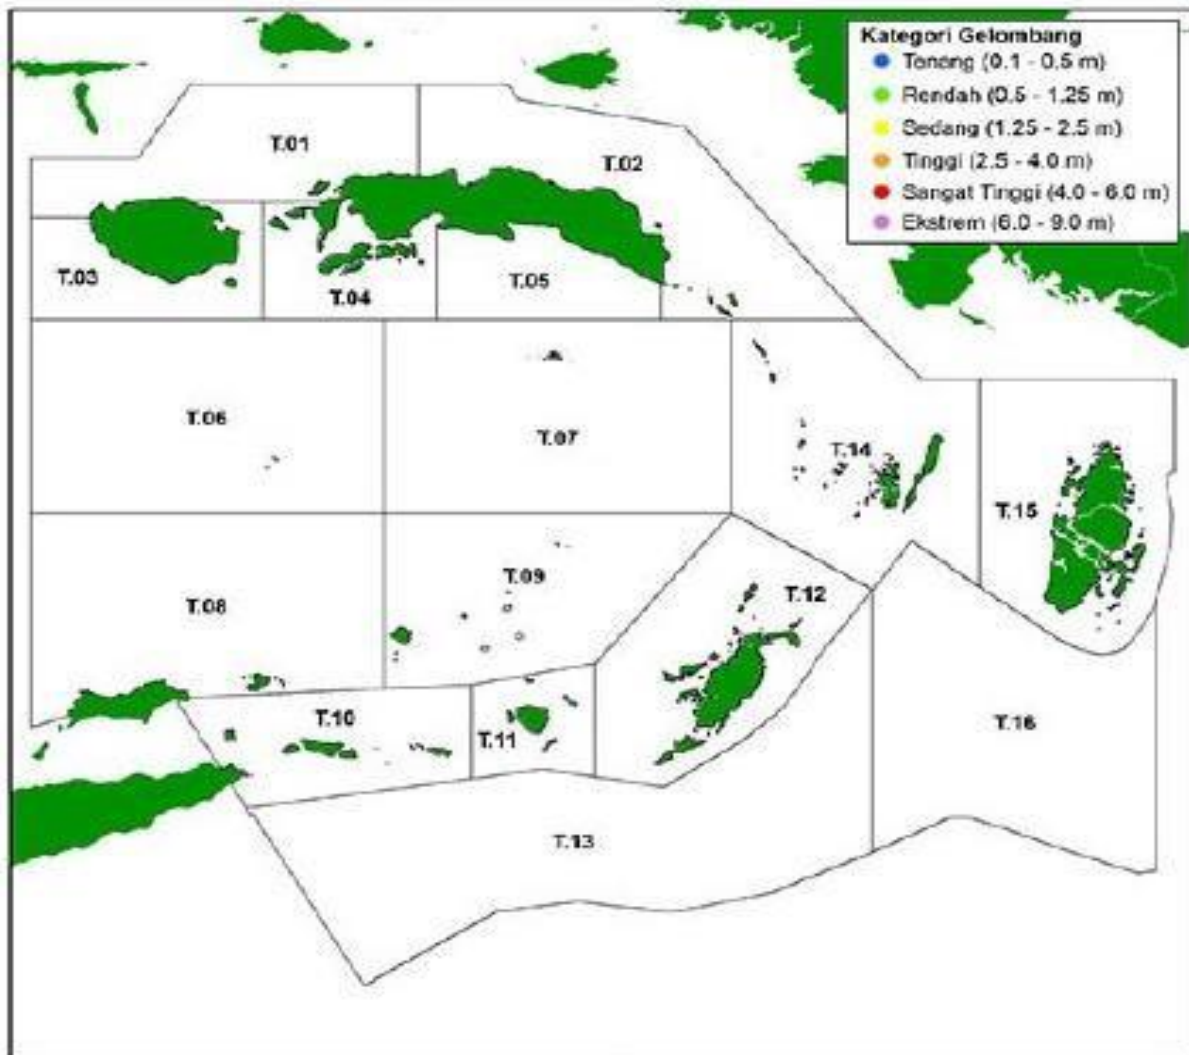 Kategori Gelombang
Tenang (0.1 - 0.5 m)
Rendah (0.5 - 1.25 m)
Sedang (1.25 - 2.5 m)
Tinggi (2.5 - 4.0 m)
Sangat Tinggi (4.0 - 6.0 m)
Ekstrem (6.0 - 9.0 m)
T.01
T.02
T.03
T.04
T.05
T.06
T.07
T.14
T.15
T.08
T.09
T.12
T.10
T.11
T.16
T.13